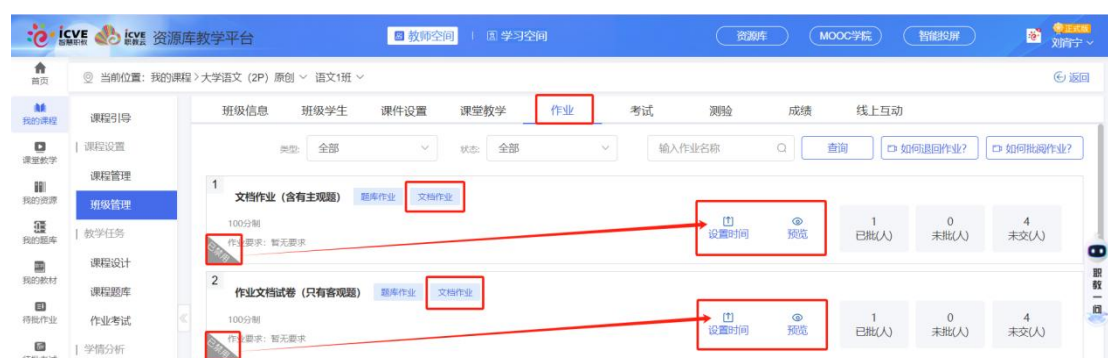 icve 智慧职教 icve 职教云 资源库教学平台 教师空间 学习空间 资源库 MOOC学院 智能投屏 正式版 刘宵宁
首页 当前位置: 我的课程 > 大学语文 (2P) 原创 语文1班 返回
我的课程 课堂教学 我的资源 我的题库 我的教材 待批作业
课程引导
课程设置
课程管理
班级管理
教学任务
课程设计
课程题库
作业考试
学情分析
班级信息 班级学生 课件设置 课堂教学 作业 考试 测验 成绩 线上互动
类型: 全部 状态: 全部 输入作业名称 查询 如何退回作业? 如何批阅作业?
1
文档作业 (含有主观题) 题库作业 文档作业
100分制
作业要求: 暂无要求
已禁用
设置时间 预览
1 0 4
已批(人) 未批(人) 未交(人)
2
作业文档试卷 (只有客观题) 题库作业 文档作业
100分制
作业要求: 暂无要求
已禁用
设置时间 预览
1 0 4
已批(人) 未批(人) 未交(人)
职教一问